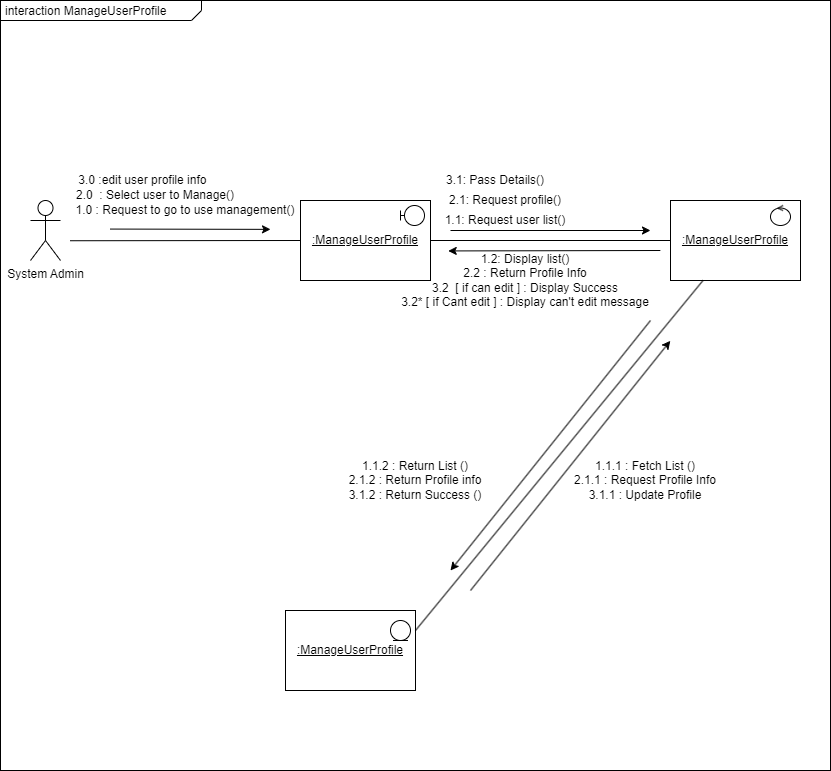 interaction ManageUserProfile
3.0 :edit user profile info
2.0 : Select user to Manage()
1.0 : Request to go to use management()
3.1: Pass Details()
2.1: Request profile()
1.1: Request user list()
System Admin
:ManageUserProfile
:ManageUserProfile
1.2: Display list()
2.2 : Return Profile Info
3.2 [ if can edit ] : Display Success
3.2* [ if Cant edit ] : Display can't edit message
1.1.2 : Return List ()
2.1.2 : Return Profile info
3.1.2 : Return Success ()
1.1.1 : Fetch List ()
2.1.1 : Request Profile Info
3.1.1 : Update Profile
:ManageUserProfile